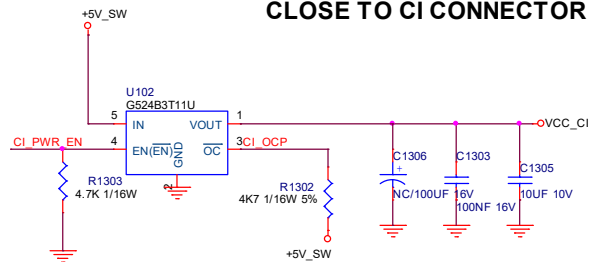 CLOSE TO CI CONNECTOR
+5V_SW
U102
G524B3T11U
5 IN VOUT 1
VCC_CI
CI_PWR_EN 4 EN(EN) GND OC 3 CI_OCP
2
R1303
4.7K 1/16W
R1302
4K7 1/16W 5%
+5V_SW
C1306
+
NC/100UF 16V
C1303
100NF 16V
C1305
10UF 10V